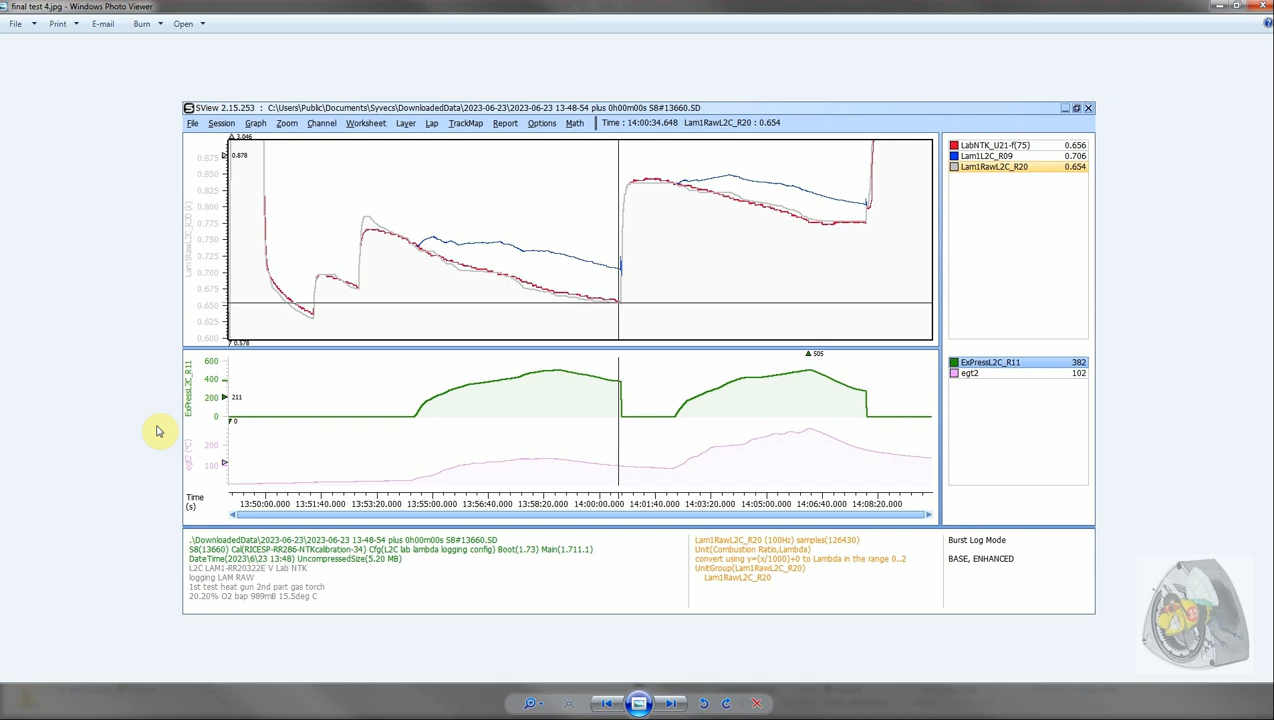 final test 4.jpg - Windows Photo Viewer
File Print E-mail Burn Open
SView 2.15.253 : C:\Users\Public\Documents\Syvecs\DownloadedData\2023-06-23\2023-06-23 13-48-54 plus 0h00m00s S8#13660.SD
File Session Graph Zoom Channel Worksheet Layer Lap TrackMap Report Options Math Time : 14:00:34.648 Lam1RawL2C_R20 : 0.654
3.046
0.878
0.875
0.850
0.825
0.800
0.775
0.750
0.725
0.700
0.675
0.650
0.625
0.600
0.578
Lam1RawL2C_R20 (λ)
LabNTK_U21-f(75) 0.656
Lam1L2C_R09 0.706
Lam1RawL2C_R20 0.654
505
600
400
200
0
211
0
ExPressL2C_R11
200
100
egt2 (°C)
ExPressL2C_R11 382
egt2 102
Time
(s)
13:50:00.000 13:51:40.000 13:53:20.000 13:55:00.000 13:56:40.000 13:58:20.000 14:00:00.000 14:01:40.000 14:03:20.000 14:05:00.000 14:06:40.000 14:08:20.000
.\DownloadedData\2023-06-23\2023-06-23 13-48-54 plus 0h00m00s S8#13660.SD
S8(13660) Cal(RICESP-RR286-NTKcalibration-34) Cfg(L2C lab lambda logging config) Boot(1.73) Main(1.711.1)
DateTime(2023/6/23 13:48) UncompressedSize(5.20 MB)
L2C LAM1-RR20322E V Lab NTK
logging LAM RAW
1st test heat gun 2nd part gas torch
20.20% O2 bap 989mB 15.5deg C
Lam1RawL2C_R20 (100Hz) samples(126430)
Unit(Combustion Ratio,Lambda)
convert using y=(x/1000)+0 to Lambda in the range 0..2
UnitGroup(Lam1RawL2C_R20)
Lam1RawL2C_R20
Burst Log Mode
BASE, ENHANCED